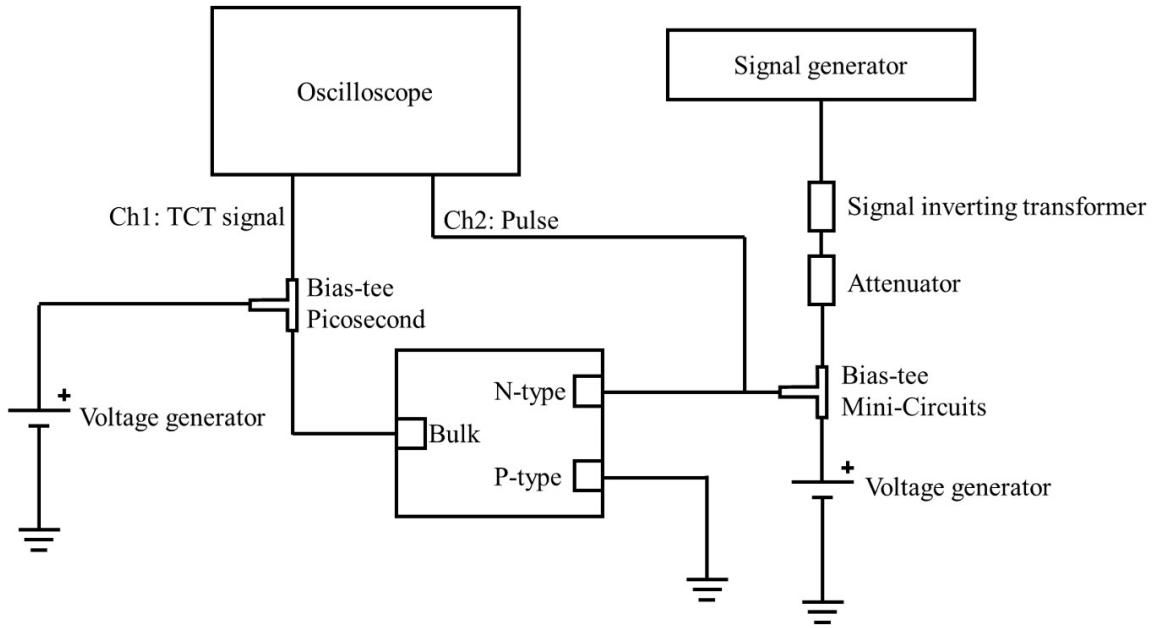 Oscilloscope
Signal generator
Ch1: TCT signal
Ch2: Pulse
Signal inverting transformer
Attenuator
Bias-tee
Picosecond
+
Voltage generator
N-type
Bulk
P-type
Bias-tee
Mini-Circuits
+
Voltage generator